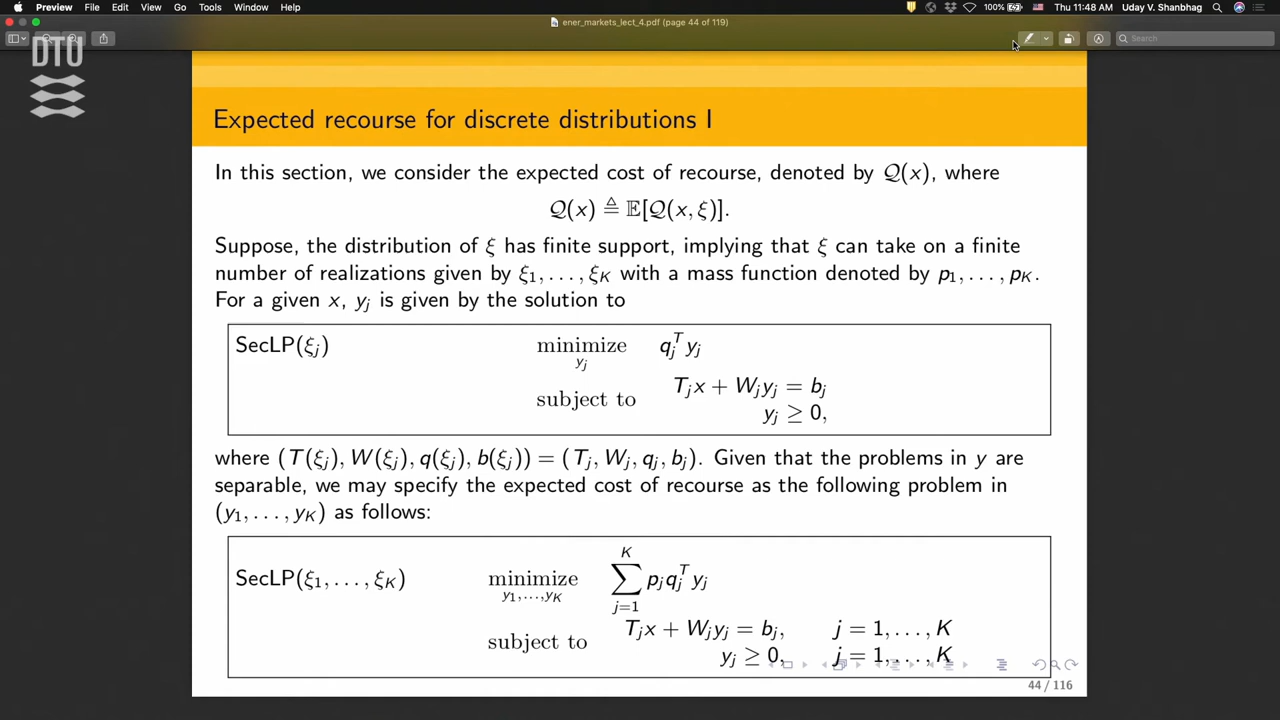 Preview File Edit View Go Tools Window Help 100% Thu 11:48 AM Uday V. Shanbhag
ener_markets_lect_4.pdf (page 44 of 119)
Search
DTU
Expected recourse for discrete distributions I
In this section, we consider the expected cost of recourse, denoted by 𝒬(x), where
𝒬(x) ≜ 𝔼[𝒬(x, ξ)].
Suppose, the distribution of ξ has finite support, implying that ξ can take on a finite
number of realizations given by ξ₁, . . . , ξ_K with a mass function denoted by p₁, . . . , p_K.
For a given x, y_j is given by the solution to
SecLP(ξ_j) minimize q_j^T y_j
y_j
T_j x + W_j y_j = b_j
subject to
y_j ≥ 0,
where (T(ξ_j), W(ξ_j), q(ξ_j), b(ξ_j)) = (T_j, W_j, q_j, b_j). Given that the problems in y are
separable, we may specify the expected cost of recourse as the following problem in
(y₁, . . . , y_K) as follows:
SecLP(ξ₁, . . . , ξ_K) minimize ∑_{j=1}^{K} p_j q_j^T y_j
y₁,...,y_K
T_j x + W_j y_j = b_j, j = 1, . . . , K
subject to
y_j ≥ 0, j = 1, . . . , K
44 / 116